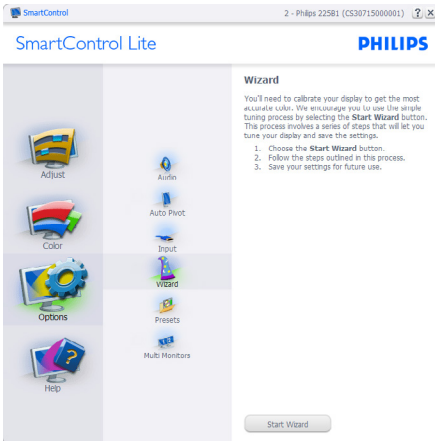 SmartControl
2 - Philips 225B1 (CS30715000001)
SmartControl Lite
PHILIPS
Adjust
Color
Options
Help
Audio
Auto Pivot
Input
Wizard
Presets
Multi Monitors
Wizard
You'll need to calibrate your display to get the most
accurate color. We encourage you to use the simple
tuning process by selecting the Start Wizard button.
This process involves a series of steps that will let you
tune your display and save the settings.
1. Choose the Start Wizard button.
2. Follow the steps outlined in this process.
3. Save your settings for future use.
Start Wizard